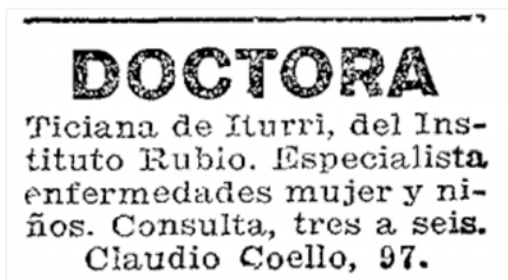 DOCTORA
Ticiana de Iturri, del Ins-
tituto Rubio. Especialista
enfermedades mujer y ni-
ños. Consulta, tres a seis.
Claudio Coello, 97.